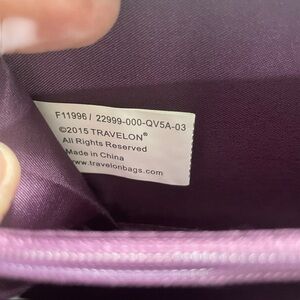 F11996 / 22999-000-QV5A-03
©2015 TRAVELON®
All Rights Reserved
Made in China
www.travelonbags.com